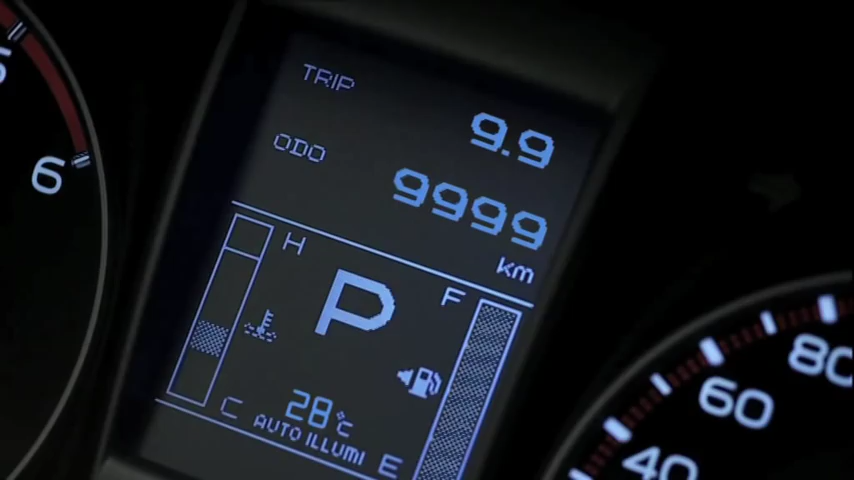 TRIP
9.9
ODO
9999
km
H
F
P
C
28°C
AUTO ILLUMI
E
6
40
60
80